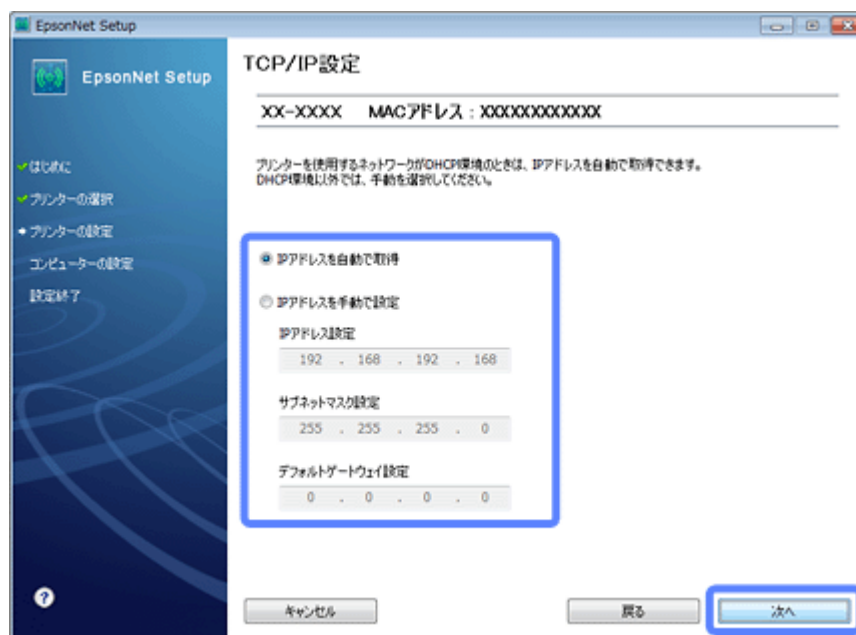 EpsonNet Setup
EpsonNet Setup
はじめに
プリンターの選択
プリンターの設定
コンピューターの設定
設定終了
TCP/IP設定
XX-XXXX MACアドレス : XXXXXXXXXXXX
プリンターを使用するネットワークがDHCP環境のときは、IPアドレスを自動で取得できます。
DHCP環境以外では、手動を選択してください。
IPアドレスを自動で取得
IPアドレスを手動で設定
IPアドレス設定
192 . 168 . 192 . 168
サブネットマスク設定
255 . 255 . 255 . 0
デフォルトゲートウェイ設定
0 . 0 . 0 . 0
?
キャンセル
戻る
次へ